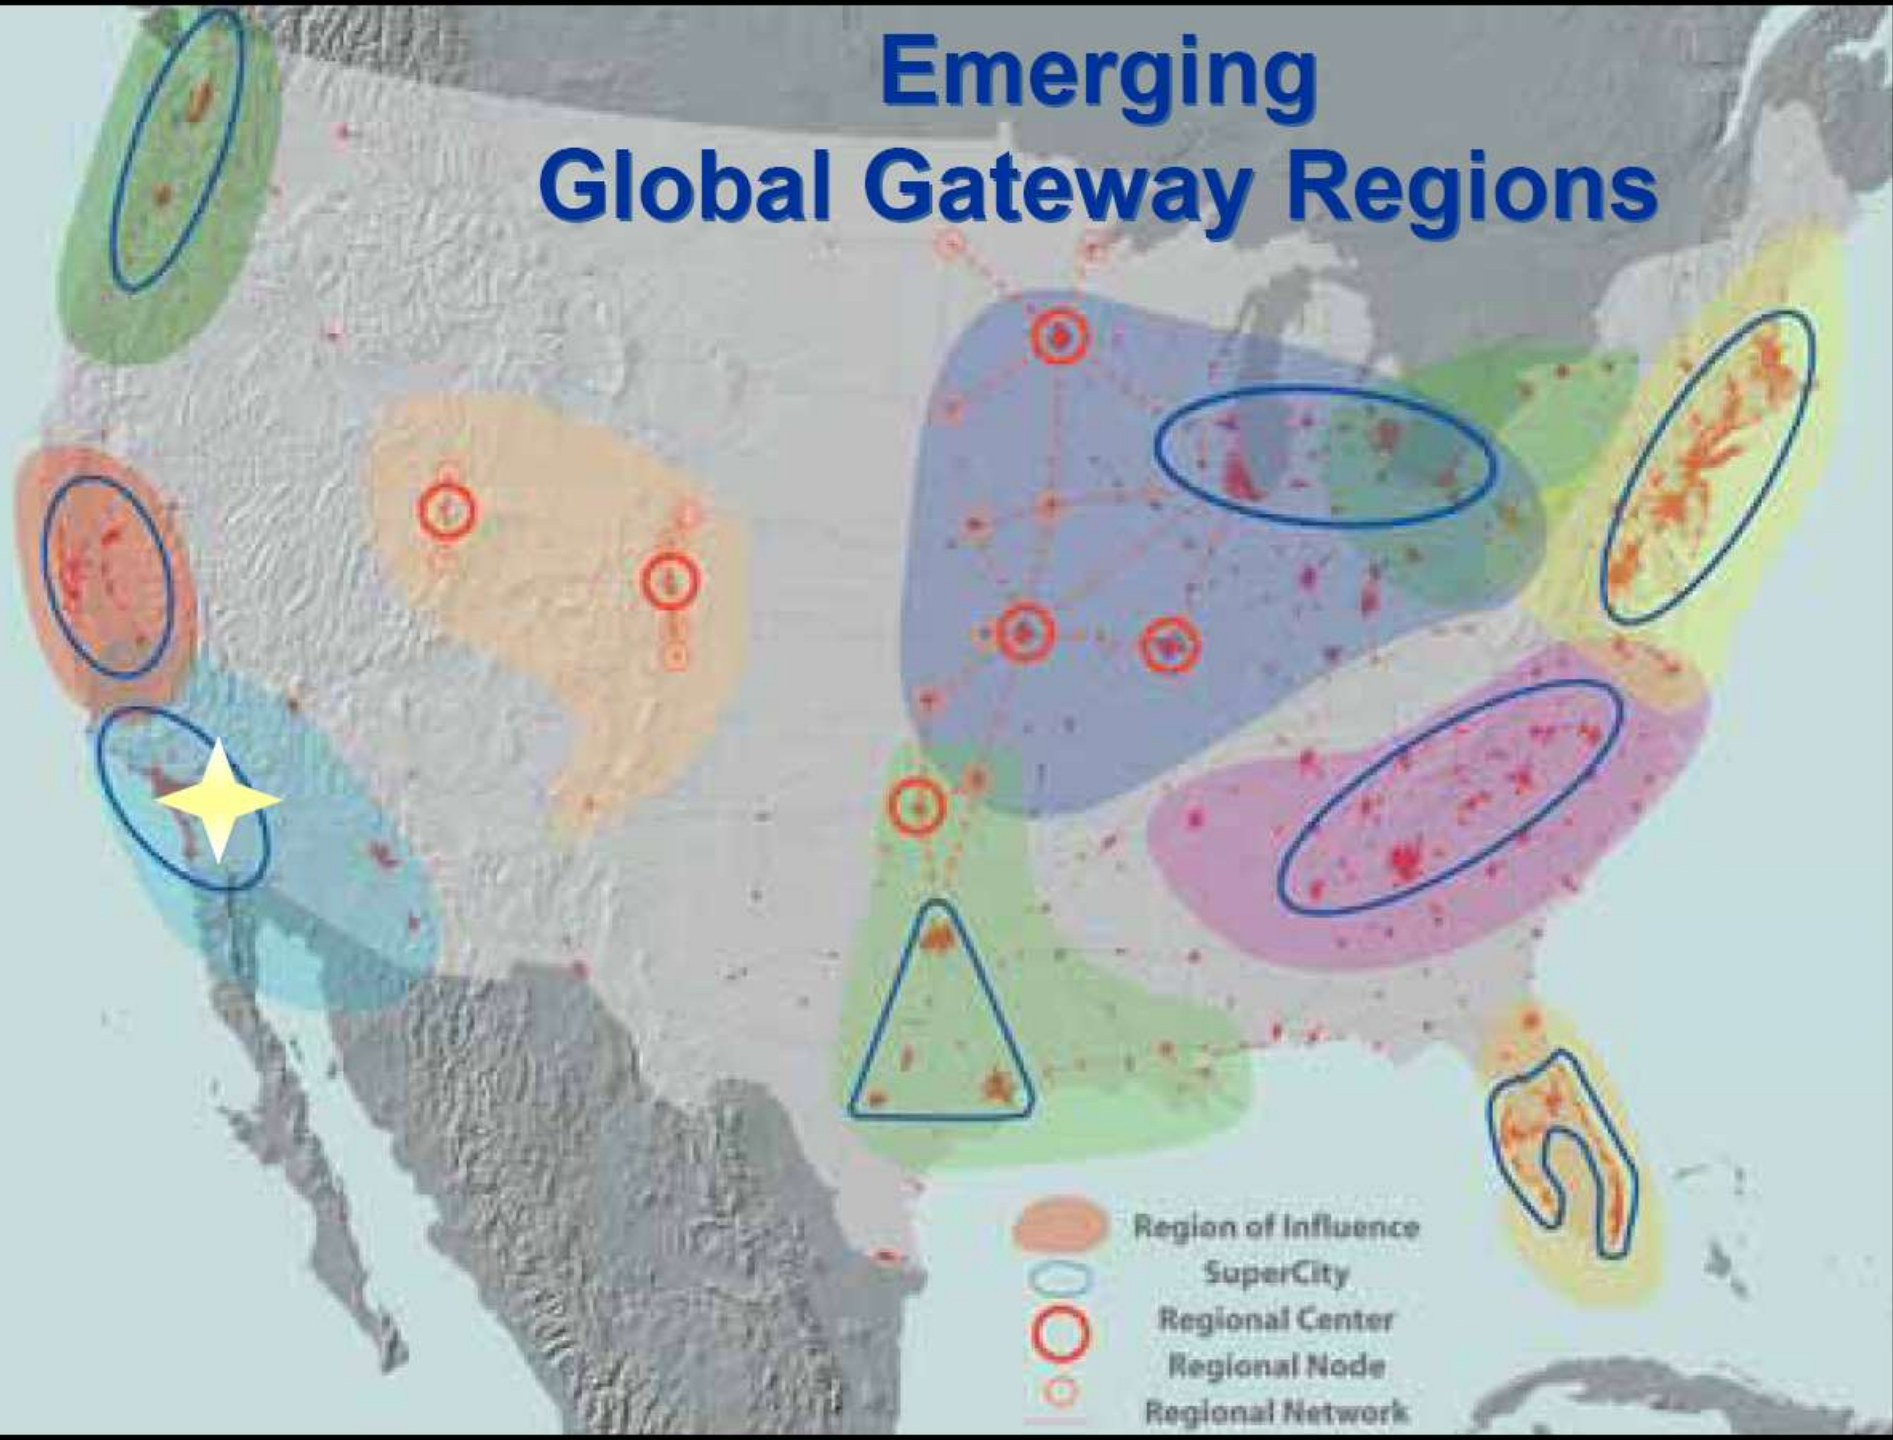 Emerging
Global Gateway Regions
Region of Influence
SuperCity
Regional Center
Regional Node
Regional Network